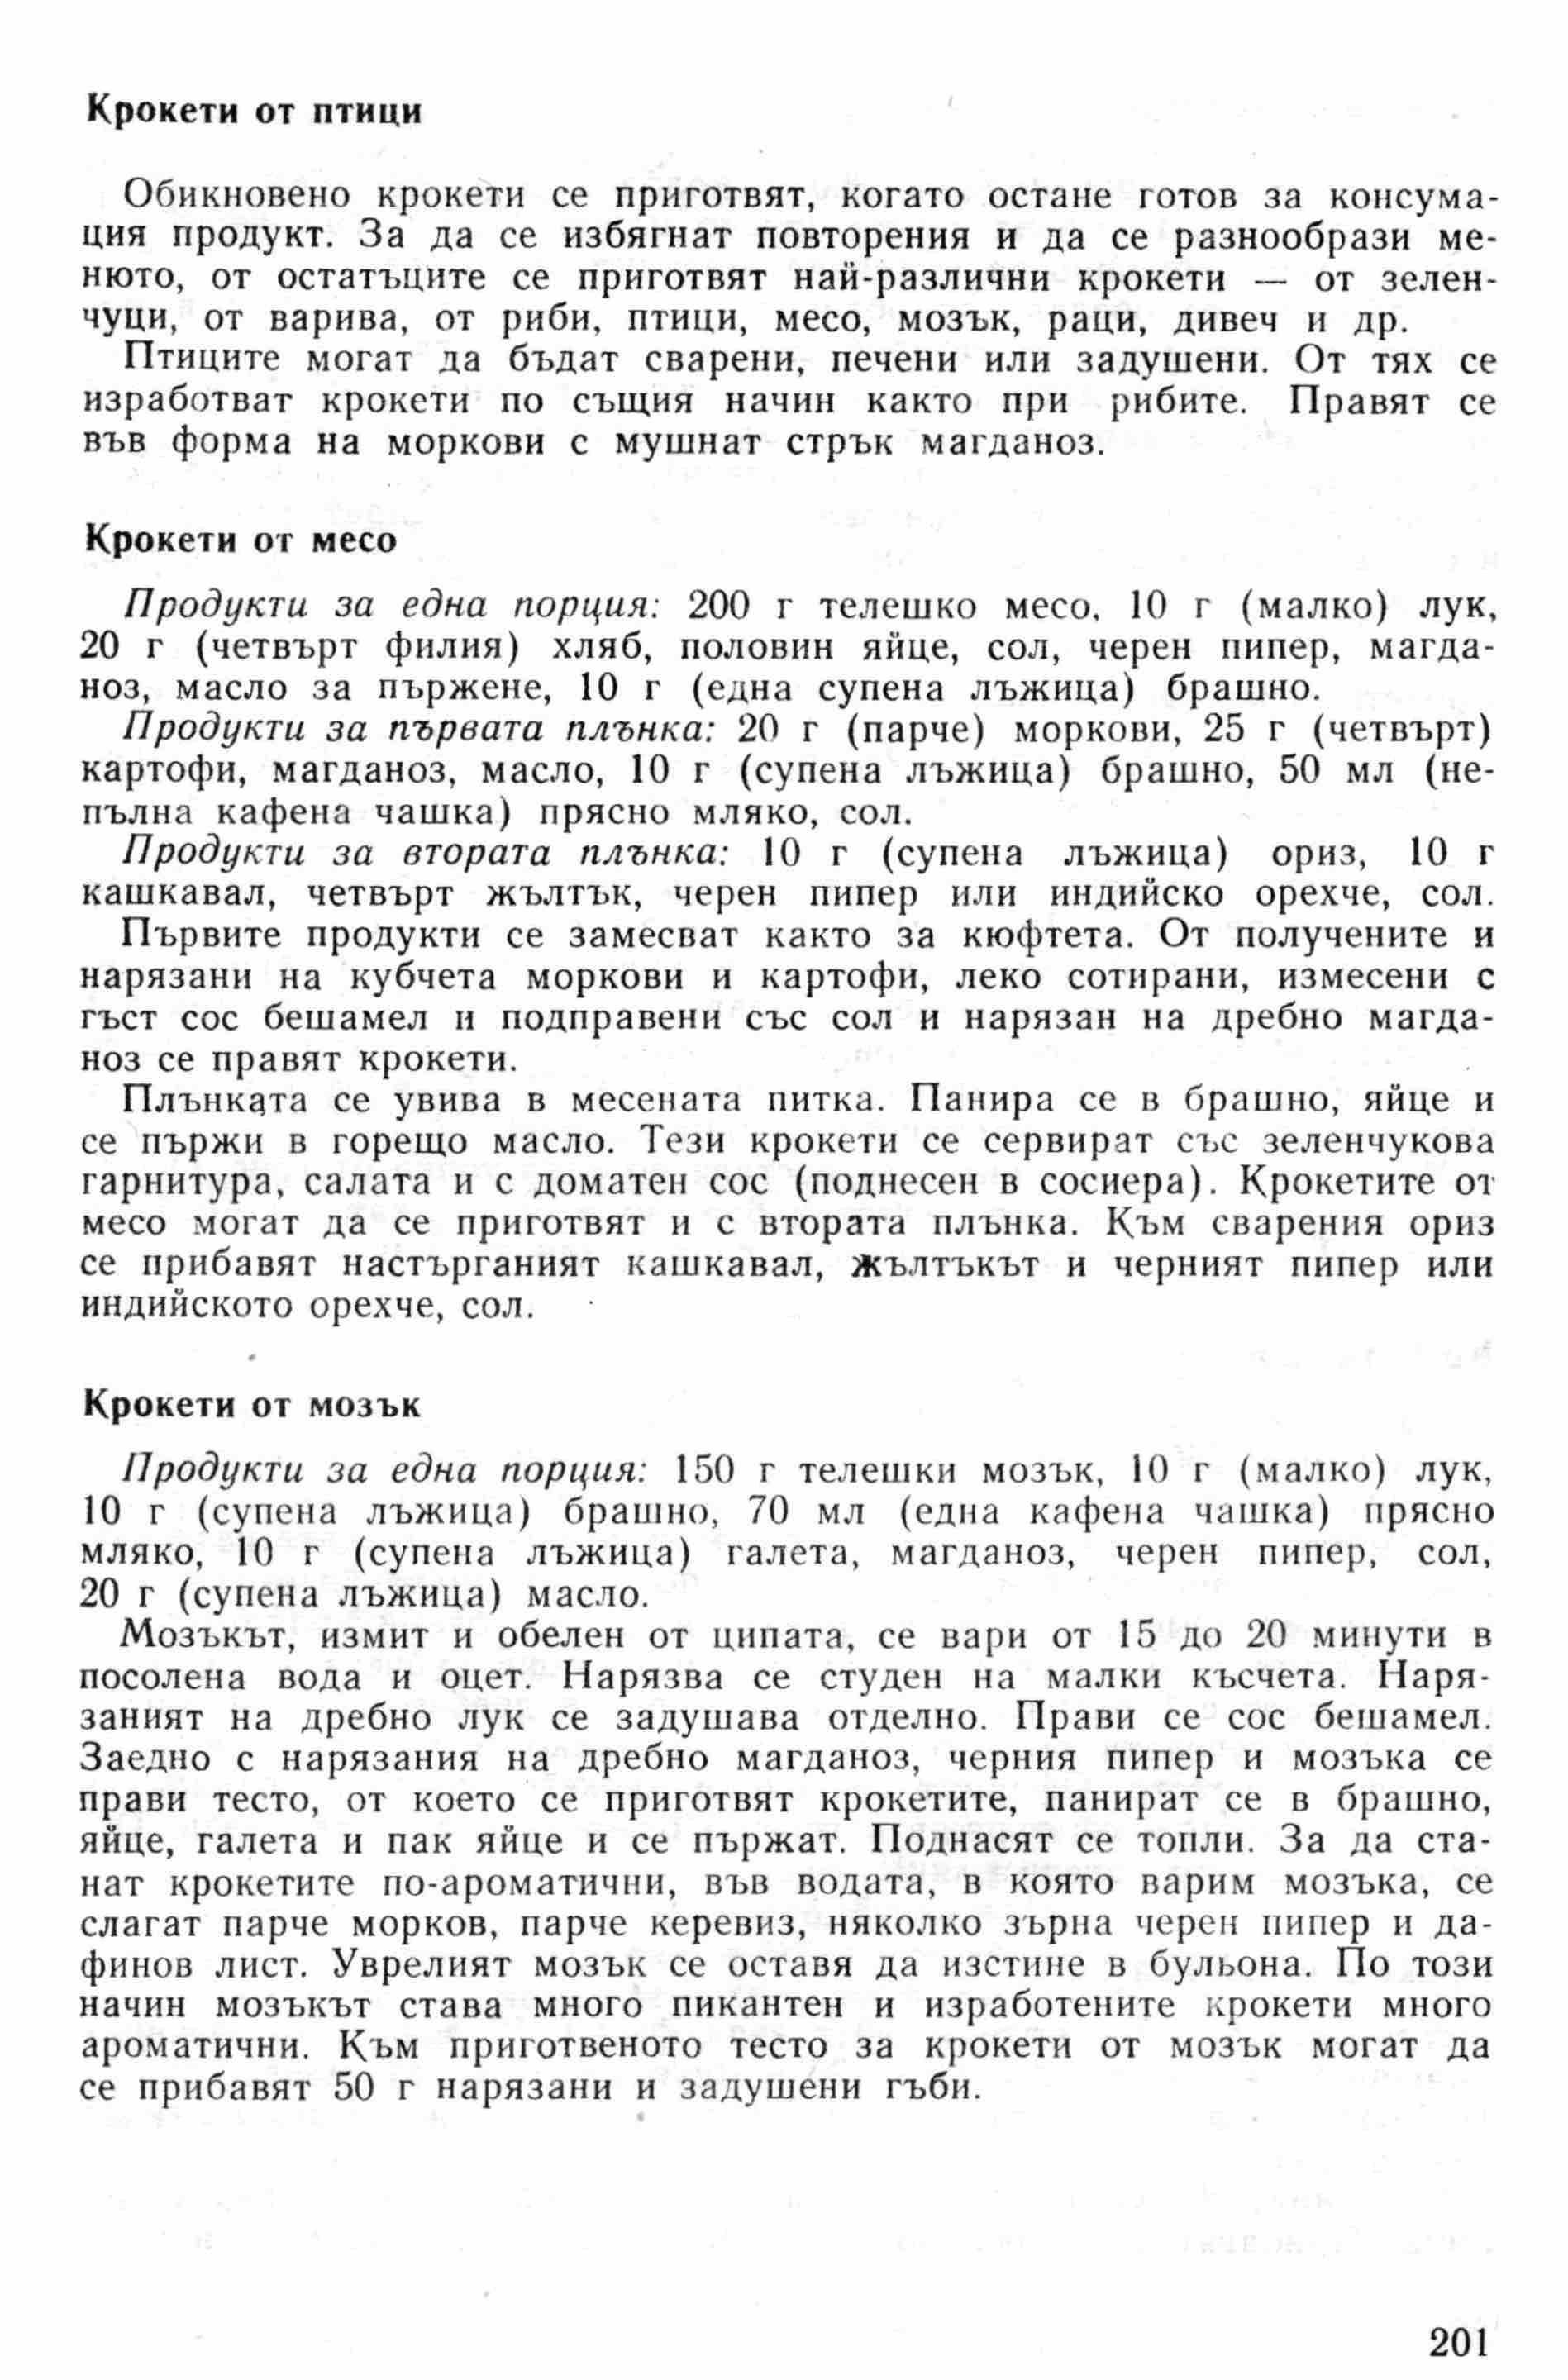 Крокети от птици
Обикновено крокети се приготвят, когато остане готов за консума-
ция продукт. За да се избягнат повторения и да се разнообрази ме-
нюто, от остатъците се приготвят най-различни крокети — от зелен-
чуци, от варива, от риби, птици, месо, мозък, раци, дивеч и др.
Птиците могат да бъдат сварени, печени или задушени. От тях се
изработват крокети по същия начин както при рибите. Правят се
във форма на моркови с мушнат стрък магданоз.
Крокети от месо
Продукти за една порция: 200 г телешко месо, 10 г (малко) лук,
20 г (четвърт филия) хляб, половин яйце, сол, черен пипер, магда-
ноз, масло за пържене, 10 г (една супена лъжица) брашно.
Продукти за първата плънка: 20 г (парче) моркови, 25 г (четвърт)
картофи, магданоз, масло, 10 г (супена лъжица) брашно, 50 мл (не-
пълна кафена чашка) прясно мляко, сол.
Продукти за втората плънка: 10 г (супена лъжица) ориз, 10 г
кашкавал, четвърт жълтък, черен пипер или индийско орехче, сол.
Първите продукти се замесват както за кюфтета. От получените и
нарязани на кубчета моркови и картофи, леко сотирани, измесени с
гъст сос бешамел и подправени със сол и нарязан на дребно магда-
ноз се правят крокети.
Плънката се увива в месената питка. Панира се в брашно, яйце и
се пържи в горещо масло. Тези крокети се сервират със зеленчукова
гарнитура, салата и с доматен сос (поднесен в сосиера). Крокетите от
месо могат да се приготвят и с втората плънка. Към сварения ориз
се прибавят настърганият кашкавал, жълтъкът и черният пипер или
индийското орехче, сол.
Крокети от мозък
Продукти за една порция: 150 г телешки мозък, 10 г (малко) лук,
10 г (супена лъжица) брашно, 70 мл (една кафена чашка) прясно
мляко, 10 г (супена лъжица) галета, магданоз, черен пипер, сол,
20 г (супена лъжица) масло.
Мозъкът, измит и обелен от ципата, се вари от 15 до 20 минути в
посолена вода и оцет. Нарязва се студен на малки късчета. Наря-
заният на дребно лук се задушава отделно. Прави се сос бешамел.
Заедно с нарязания на дребно магданоз, черния пипер и мозъка се
прави тесто, от което се приготвят крокетите, панират се в брашно,
яйце, галета и пак яйце и се пържат. Поднасят се топли. За да ста-
нат крокетите по-ароматични, във водата, в която варим мозъка, се
слагат парче морков, парче керевиз, няколко зърна черен пипер и да-
финов лист. Уврелият мозък се оставя да изстине в бульона. По този
начин мозъкът става много пикантен и изработените крокети много
ароматични. Към приготвеното тесто за крокети от мозък могат да
се прибавят 50 г нарязани и задушени гъби.
201